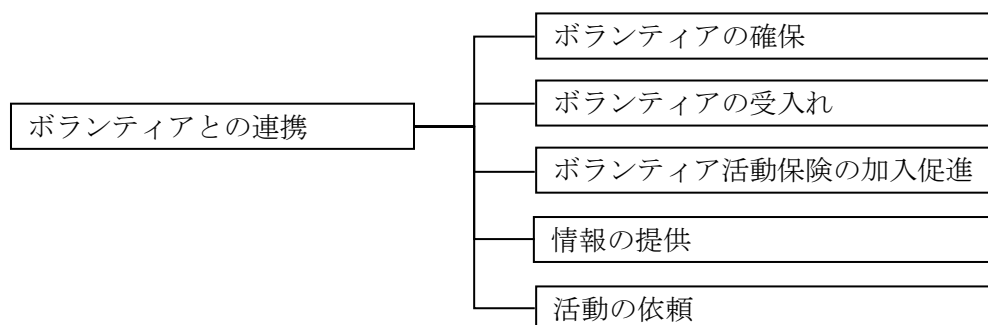 ボランティアの確保
ボランティアの受入れ
ボランティアとの連携
ボランティア活動保険の加入促進
情報の提供
活動の依頼